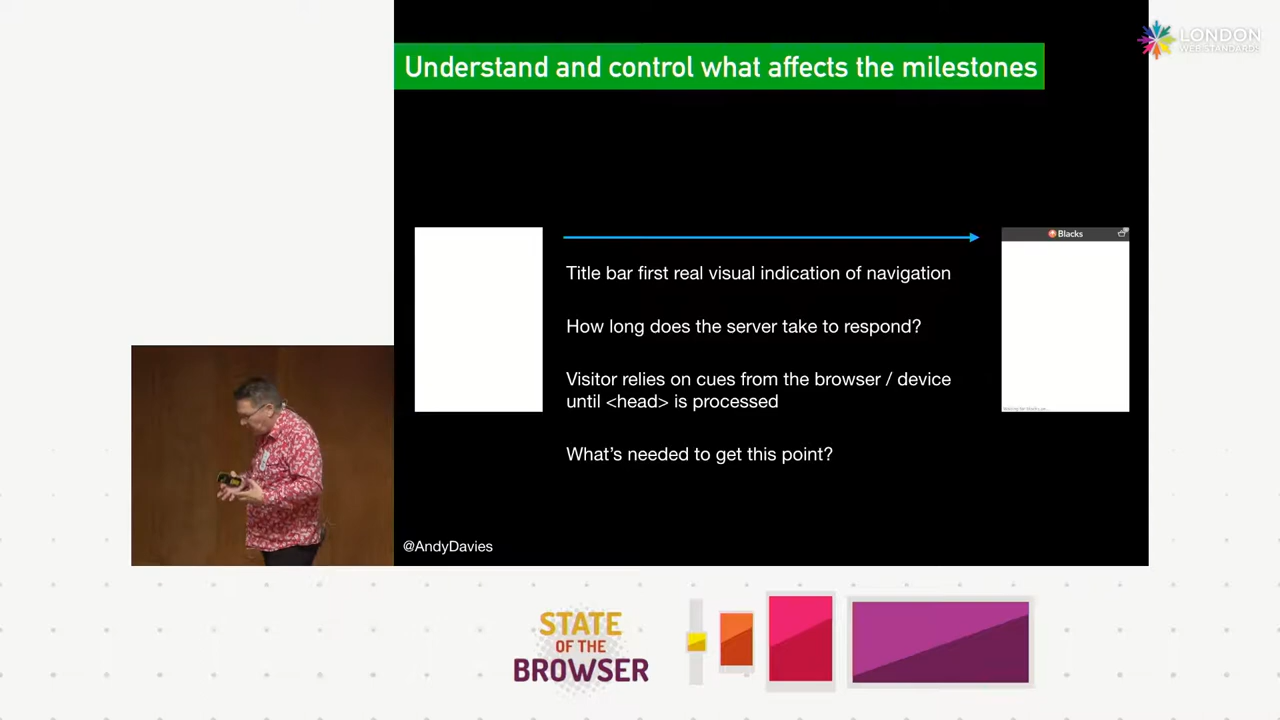 LONDON
WEB STANDARDS
Understand and control what affects the milestones
Blacks
Title bar first real visual indication of navigation
How long does the server take to respond?
Visitor relies on cues from the browser / device
until <head> is processed
What's needed to get this point?
@AndyDavies
STATE
OF THE
BROWSER